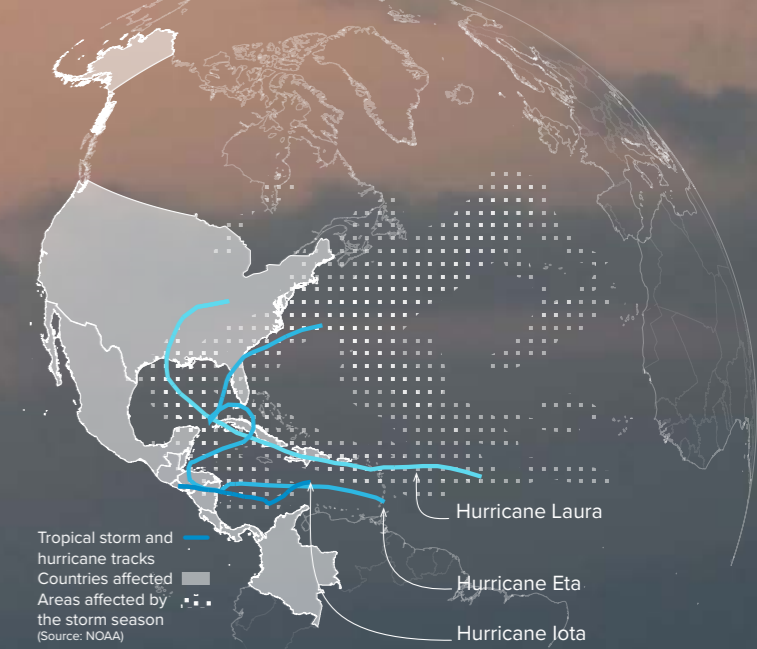 Hurricane Laura
Tropical storm and
hurricane tracks
Countries affected
Areas affected by
the storm season
(Source: NOAA)
Hurricane Eta
Hurricane Iota